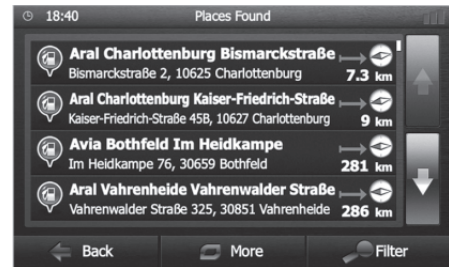 18:40 Places Found
Aral Charlottenburg Bismarckstraße
Bismarckstraße 2, 10625 Charlottenburg 7.3 km
Aral Charlottenburg Kaiser-Friedrich-Straße
Kaiser-Friedrich-Straße 45B, 10627 Charlottenburg 9 km
Avia Bothfeld Im Heidkampe
Im Heidkampe 76, 30659 Bothfeld 281 km
Aral Vahrenheide Vahrenwalder Straße
Vahrenwalder Straße 325, 30851 Vahrenheide 286 km
Back More Filter